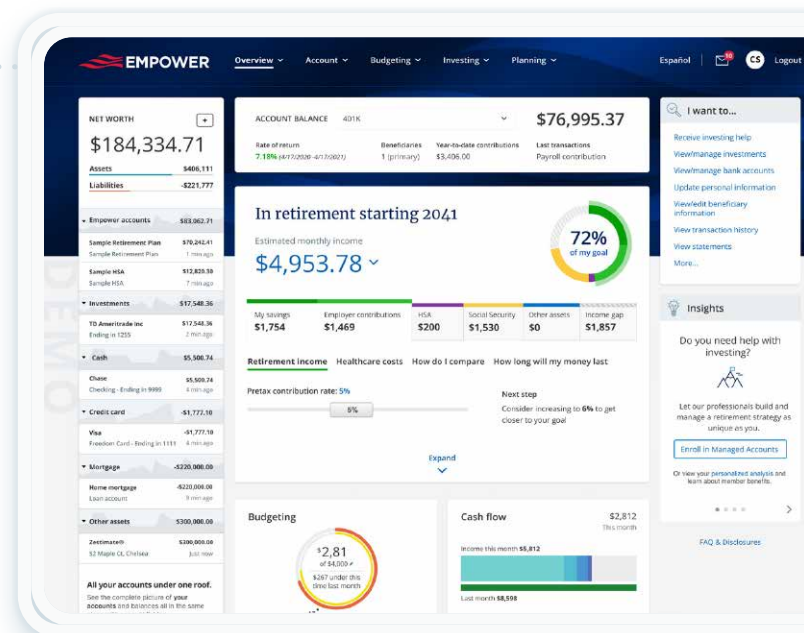 EMPOWER
Overview
Account
Budgeting
Investing
Planning
Español
CS
Logout
NET WORTH
+
$184,334.71
Assets $406,111
Liabilities -$221,777
Empower accounts $83,062.71
Sample Retirement Plan $70,242.41
Sample Retirement Plan 1 min ago
Sample HSA $12,820.30
Sample HSA 7 min ago
Investments $17,548.36
TD Ameritrade Inc $17,548.36
Ending in 1235 2 min ago
Cash $5,500.74
Chase $5,500.74
Checking - Ending in 9999 4 min ago
Credit card -$1,777.10
Visa -$1,777.10
Freedom Card - Ending in 1111 4 min ago
Mortgage -$220,000.00
Home mortgage -$220,000.00
Loan account 9 min ago
Other assets $300,000.00
Zestimate® $300,000.00
52 Maple Ct, Chelsea Just now
All your accounts under one roof.
See the complete picture of your
accounts and balances all in the same
DEMO
ACCOUNT BALANCE 401K $76,995.37
Rate of return Beneficiaries Year-to-date contributions Last transactions
7.18% (4/17/2020 -4/17/2021) 1 (primary) $3,406.00 Payroll contribution
In retirement starting 2041
Estimated monthly income
$4,953.78
72%
of my goal
My savings Employer contributions HSA Social Security Other assets Income gap
$1,754 $1,469 $200 $1,530 $0 $1,857
Retirement income Healthcare costs How do I compare How long will my money last
Pretax contribution rate: 5%
5%
Next step
Consider increasing to 6% to get
closer to your goal
Expand
Budgeting
$2,81
of $4,000
$267 under this
time last month
Cash flow $2,812
This month
Income this month $5,812
Last month $8,598
I want to...
Receive investing help
View/manage investments
View/manage bank accounts
Update personal information
View/edit beneficiary
information
View transaction history
View statements
More...
Insights
Do you need help with
investing?
Let our professionals build and
manage a retirement strategy as
unique as you.
Enroll in Managed Accounts
Or view your personalized analysis and
learn about member benefits.
FAQ & Disclosures